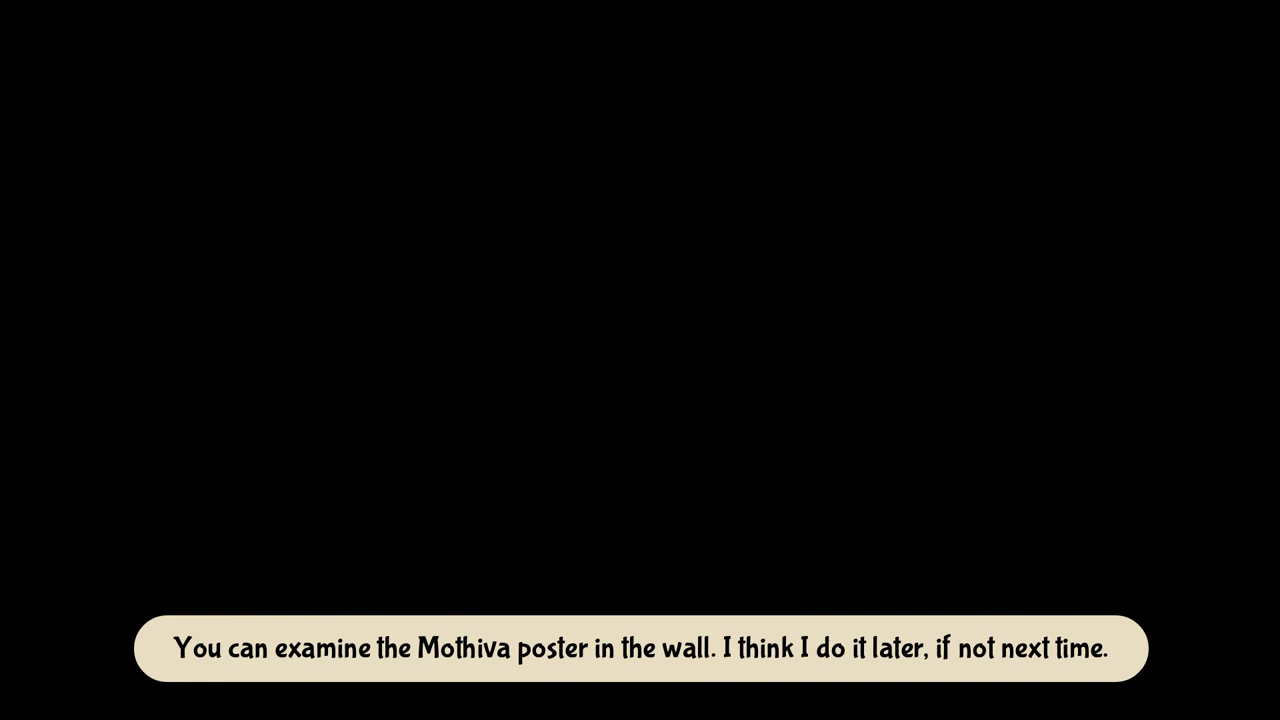 You can examine the Mothiva poster in the wall. I think I do it later, if not next time.